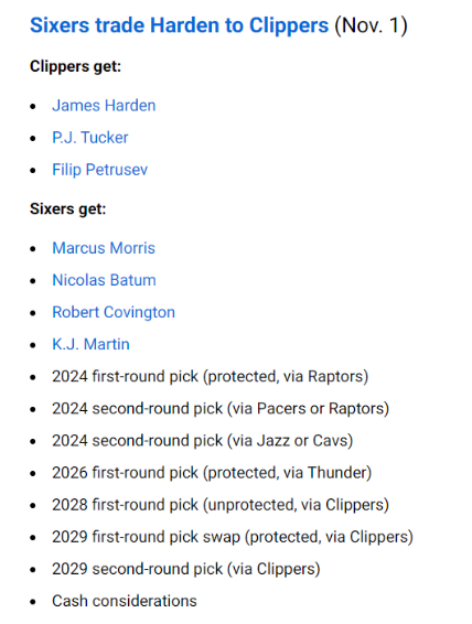 Sixers trade Harden to Clippers (Nov. 1)
Clippers get:
• James Harden
• P.J. Tucker
• Filip Petrusev
Sixers get:
• Marcus Morris
• Nicolas Batum
• Robert Covington
• K.J. Martin
• 2024 first-round pick (protected, via Raptors)
• 2024 second-round pick (via Pacers or Raptors)
• 2024 second-round pick (via Jazz or Cavs)
• 2026 first-round pick (protected, via Thunder)
• 2028 first-round pick (unprotected, via Clippers)
• 2029 first-round pick swap (protected, via Clippers)
• 2029 second-round pick (via Clippers)
• Cash considerations